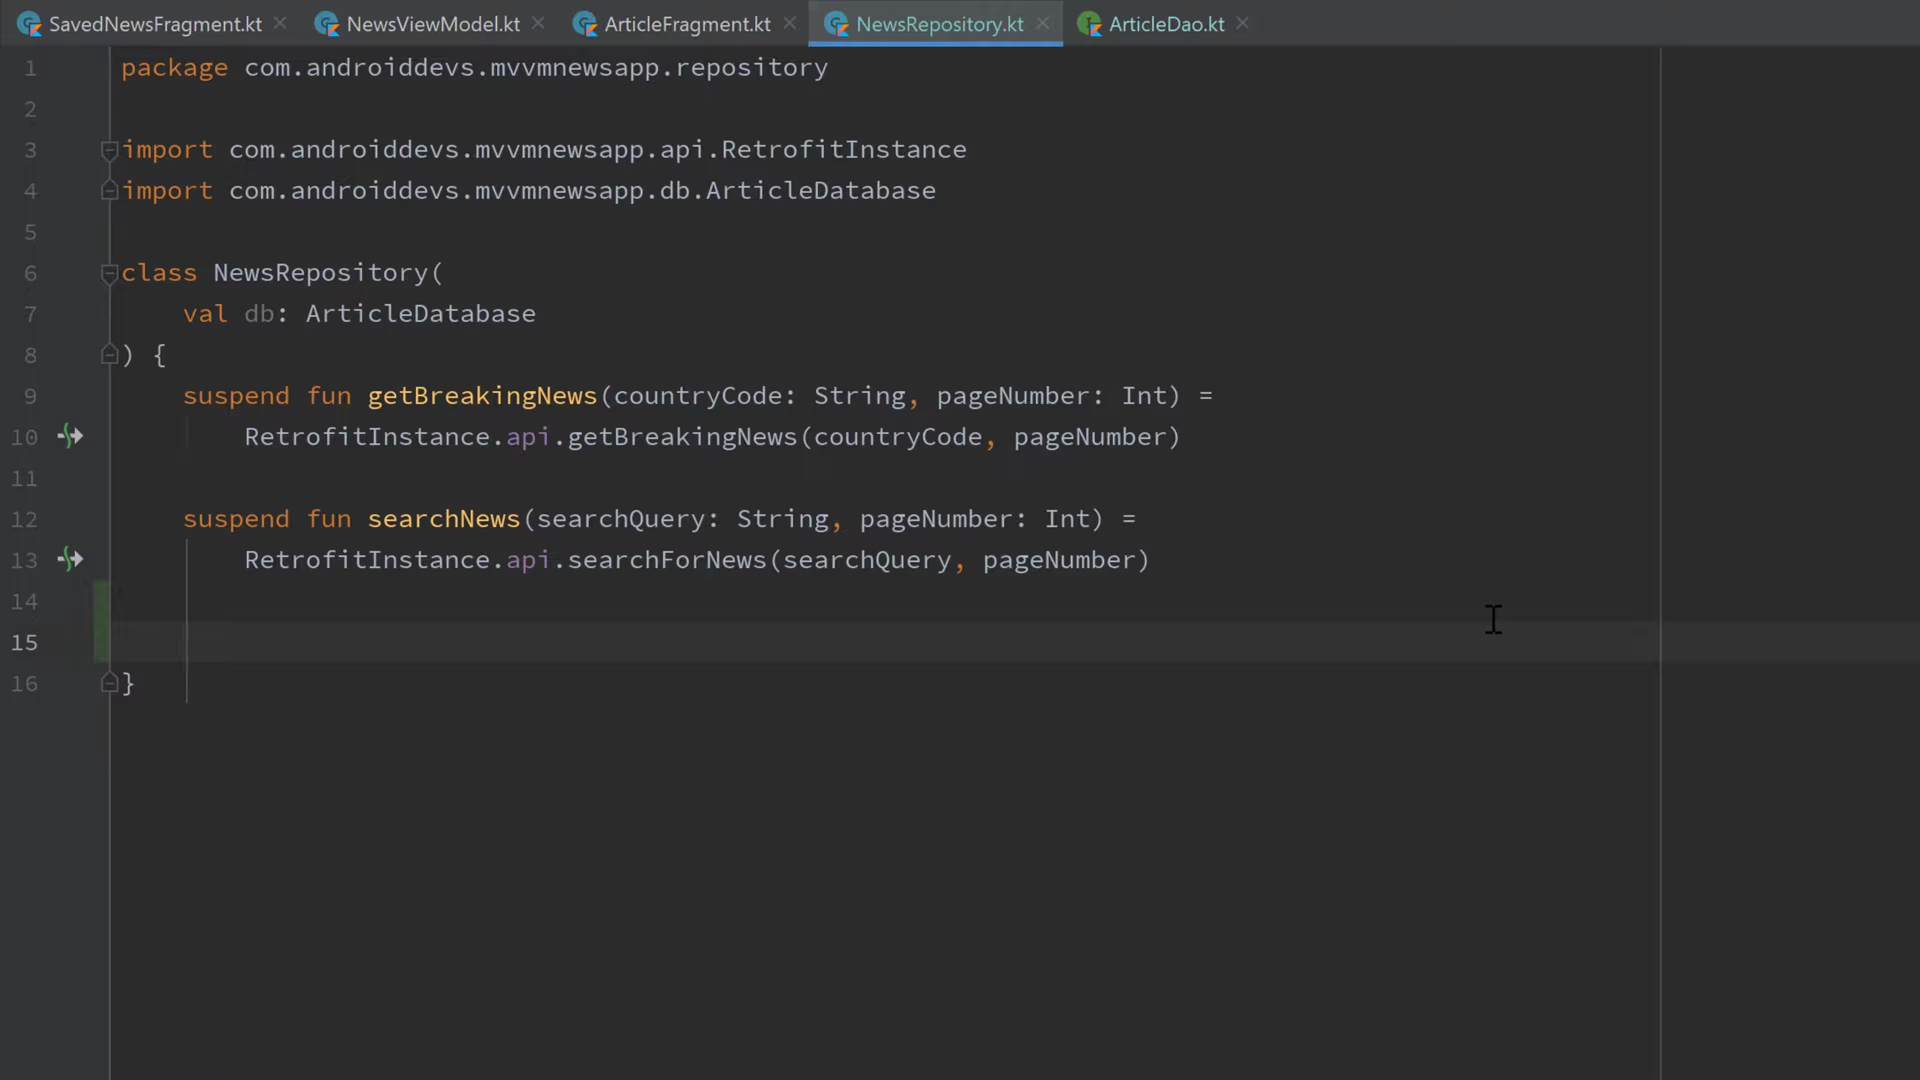 SavedNewsFragment.kt NewsViewModel.kt ArticleFragment.kt NewsRepository.kt ArticleDao.kt
1 package com.androiddevs.mvvmnewsapp.repository
2
3 import com.androiddevs.mvvmnewsapp.api.RetrofitInstance
4 import com.androiddevs.mvvmnewsapp.db.ArticleDatabase
5
6 class NewsRepository(
7 val db: ArticleDatabase
8 ) {
9 suspend fun getBreakingNews(countryCode: String, pageNumber: Int) =
10 RetrofitInstance.api.getBreakingNews(countryCode, pageNumber)
11
12 suspend fun searchNews(searchQuery: String, pageNumber: Int) =
13 RetrofitInstance.api.searchForNews(searchQuery, pageNumber)
14
15
16 }